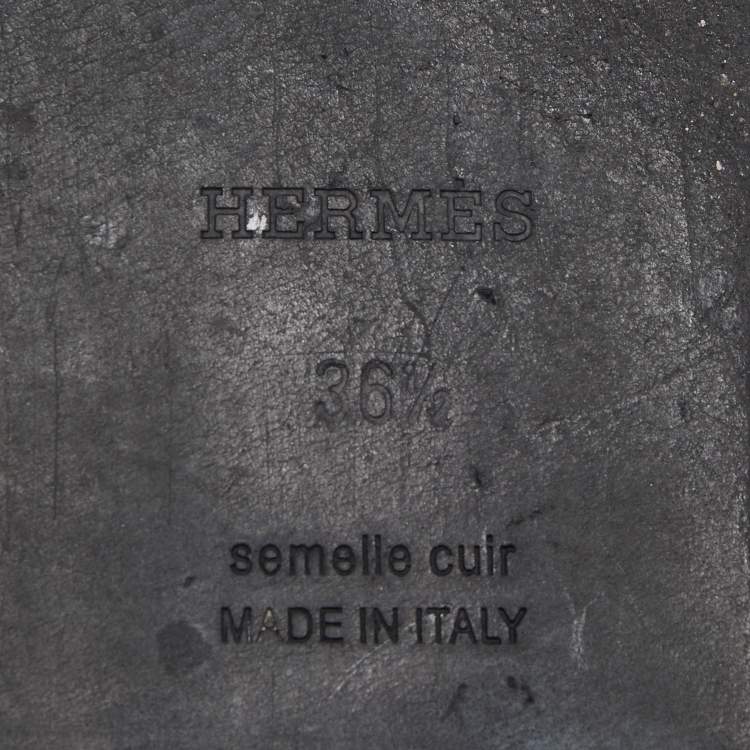 HERMES
36½
semelle cuir
MADE IN ITALY